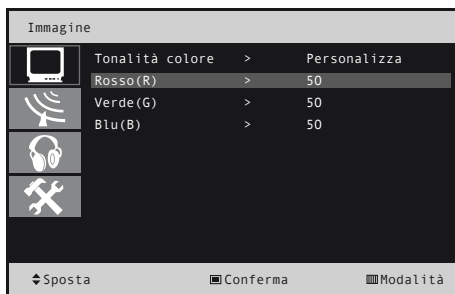 Immagine
Tonalità colore > Personalizza
Rosso(R) > 50
Verde(G) > 50
Blu(B) > 50
Sposta Conferma Modalità